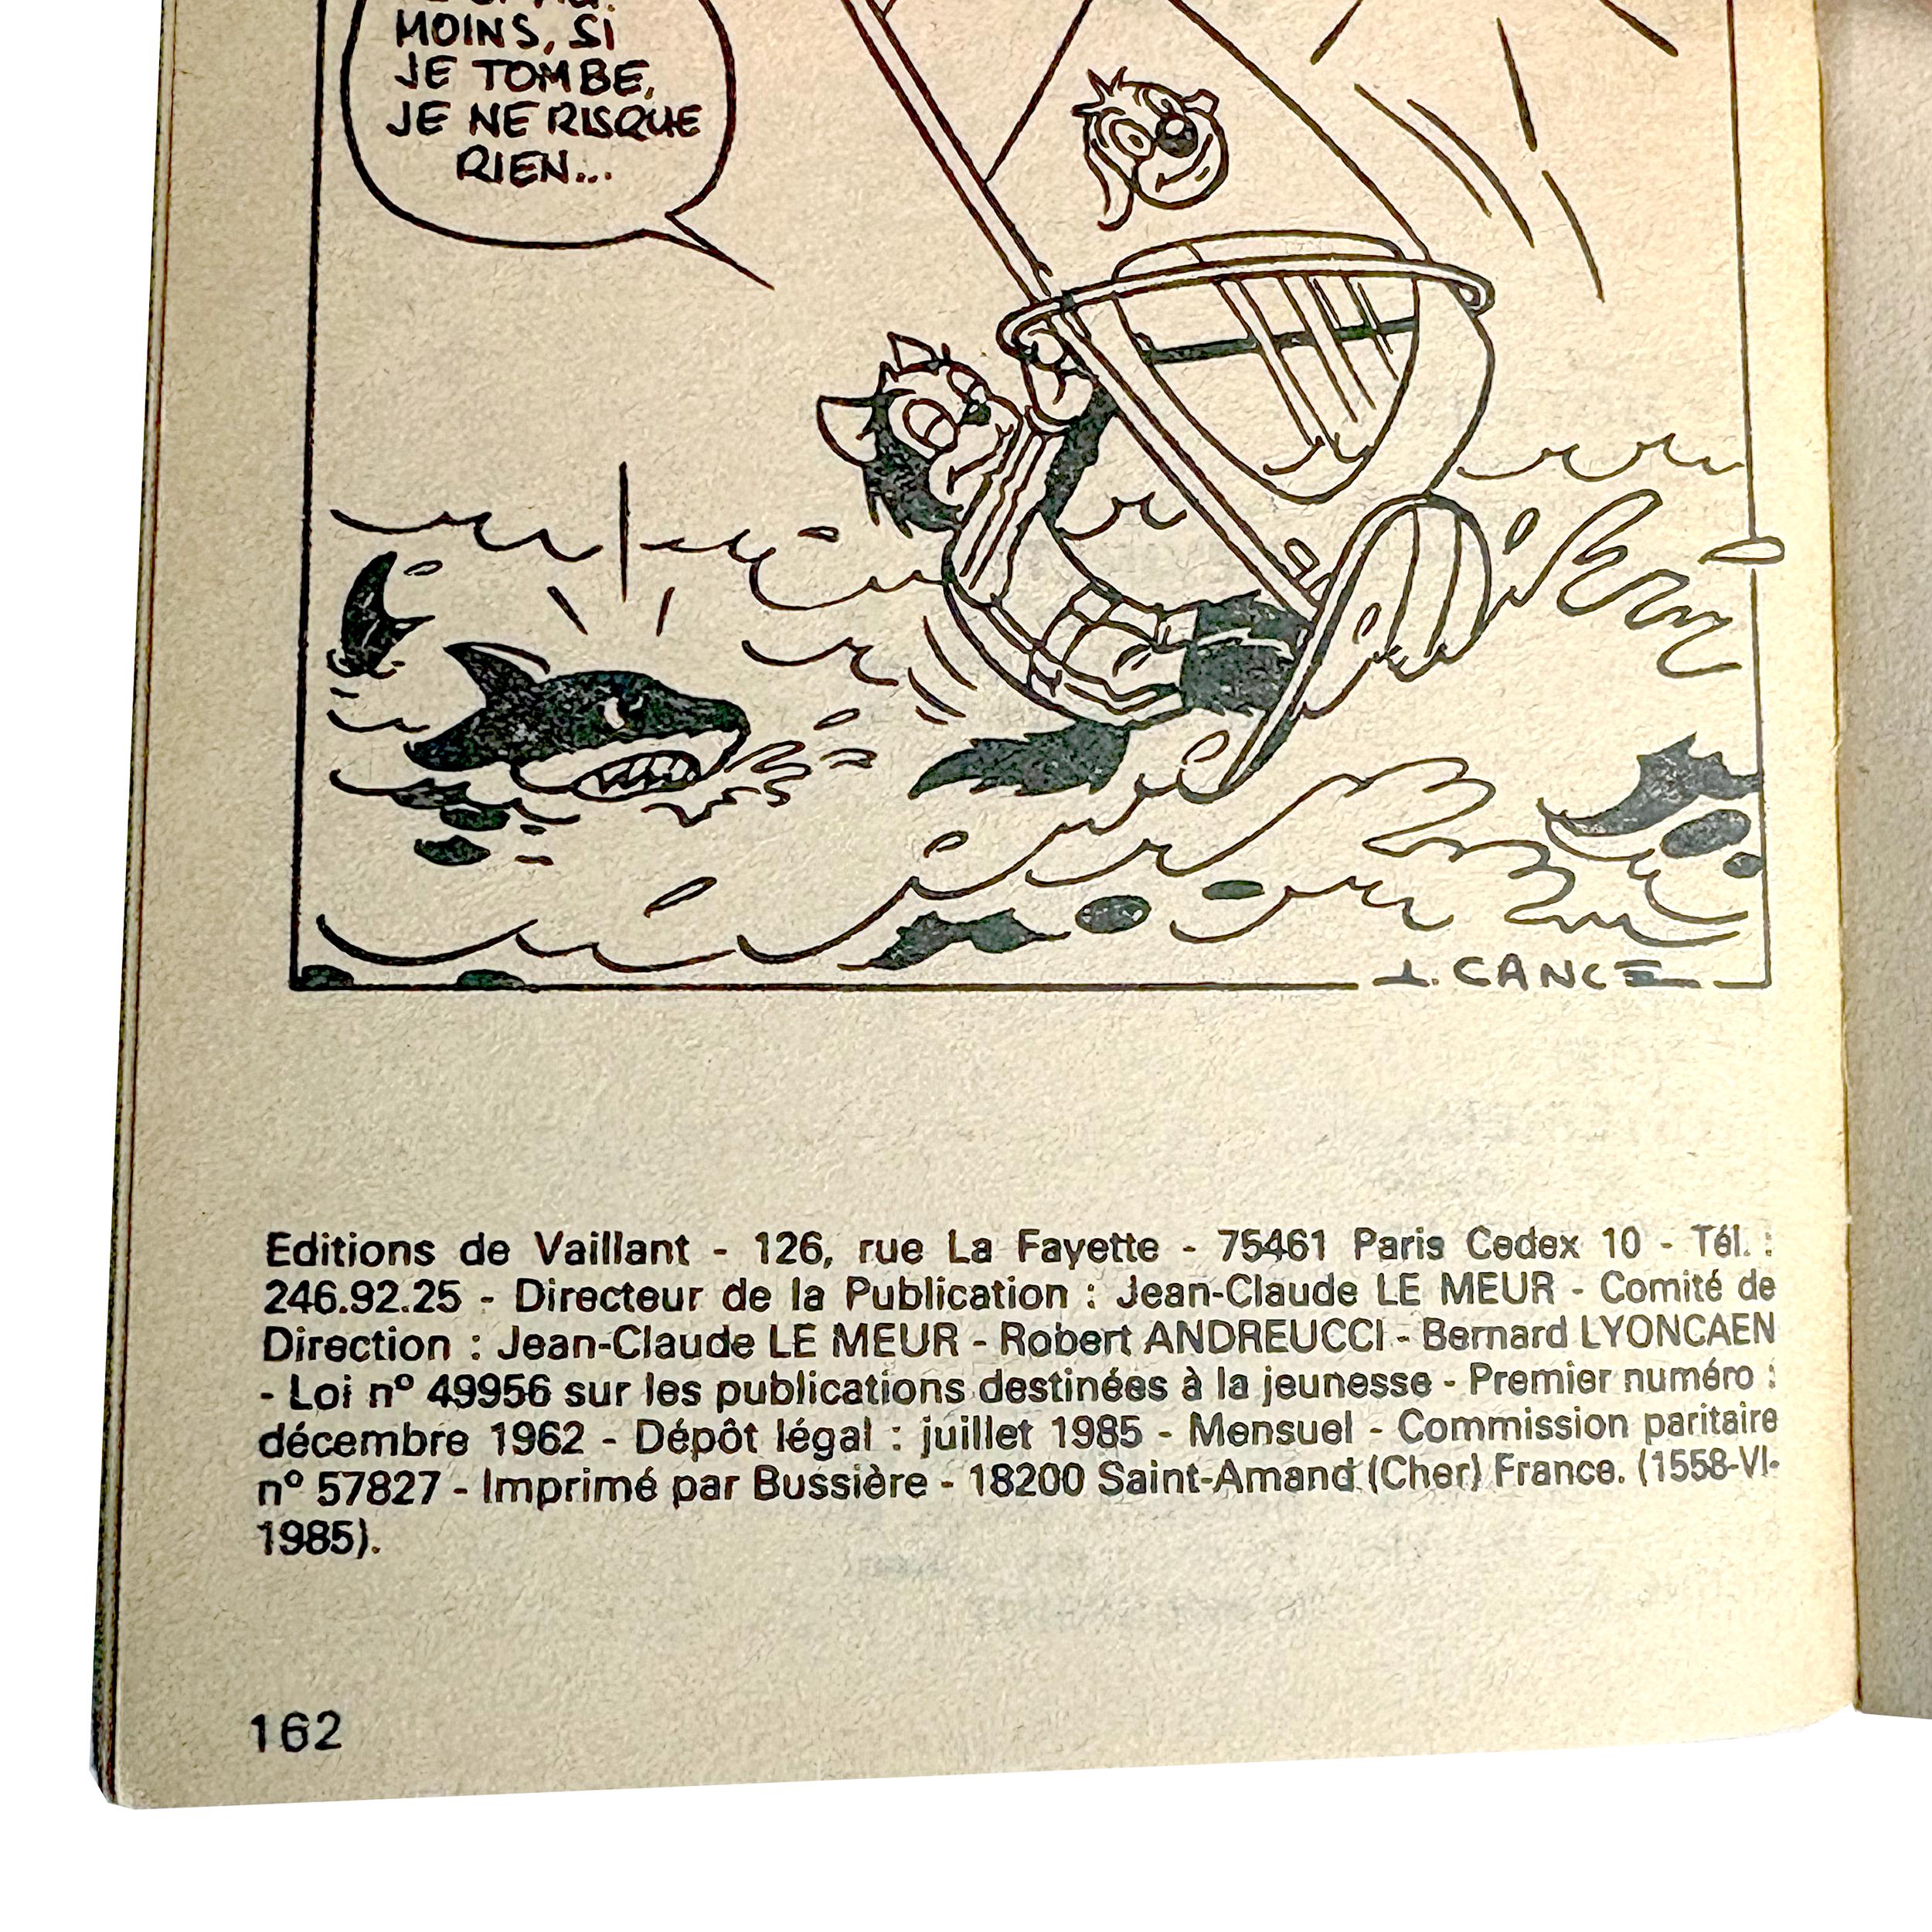 MOINS, SI
JE TOMBE,
JE NE RISQUE
RIEN...
J. CANCE
Editions de Vaillant - 126, rue La Fayette - 75461 Paris Cedex 10 - Tél. :
246.92.25 - Directeur de la Publication : Jean-Claude LE MEUR - Comité de
Direction : Jean-Claude LE MEUR - Robert ANDREUCCI - Bernard LYONCAEN
- Loi nº 49956 sur les publications destinées à la jeunesse - Premier numéro :
décembre 1962 - Dépôt légal : juillet 1985 - Mensuel - Commission paritaire
nº 57827 - Imprimé par Bussière - 18200 Saint-Amand (Cher) France. (1558-VI-
1985).
162